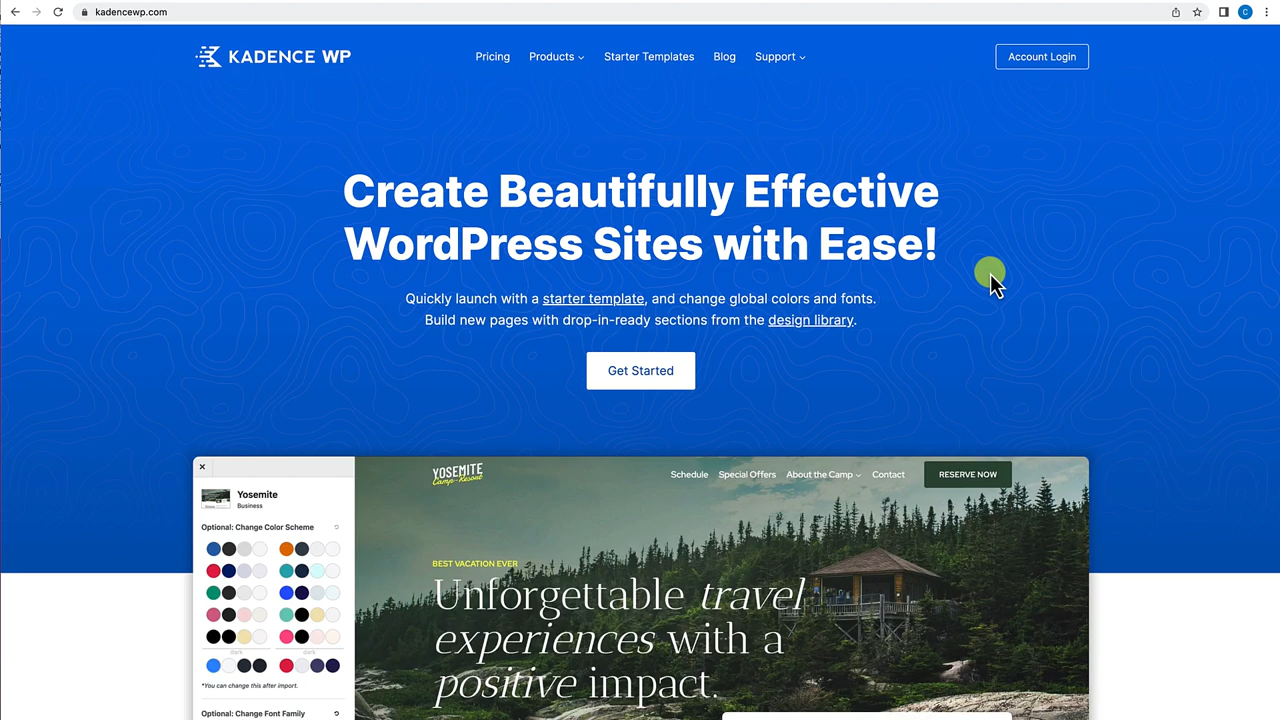 kadencewp.com
C
KADENCE WP
Pricing
Products
Starter Templates
Blog
Support
Account Login
Create Beautifully Effective
WordPress Sites with Ease!
Quickly launch with a starter template, and change global colors and fonts.
Build new pages with drop-in-ready sections from the design library.
Get Started
Yosemite
Business
Optional: Change Color Scheme
dark
dark
*You can change this after import.
Optional: Change Font Family
YOSEMITE
Camp-Resort
Schedule
Special Offers
About the Camp
Contact
RESERVE NOW
BEST VACATION EVER
Unforgettable travel
experiences with a
positive impact.